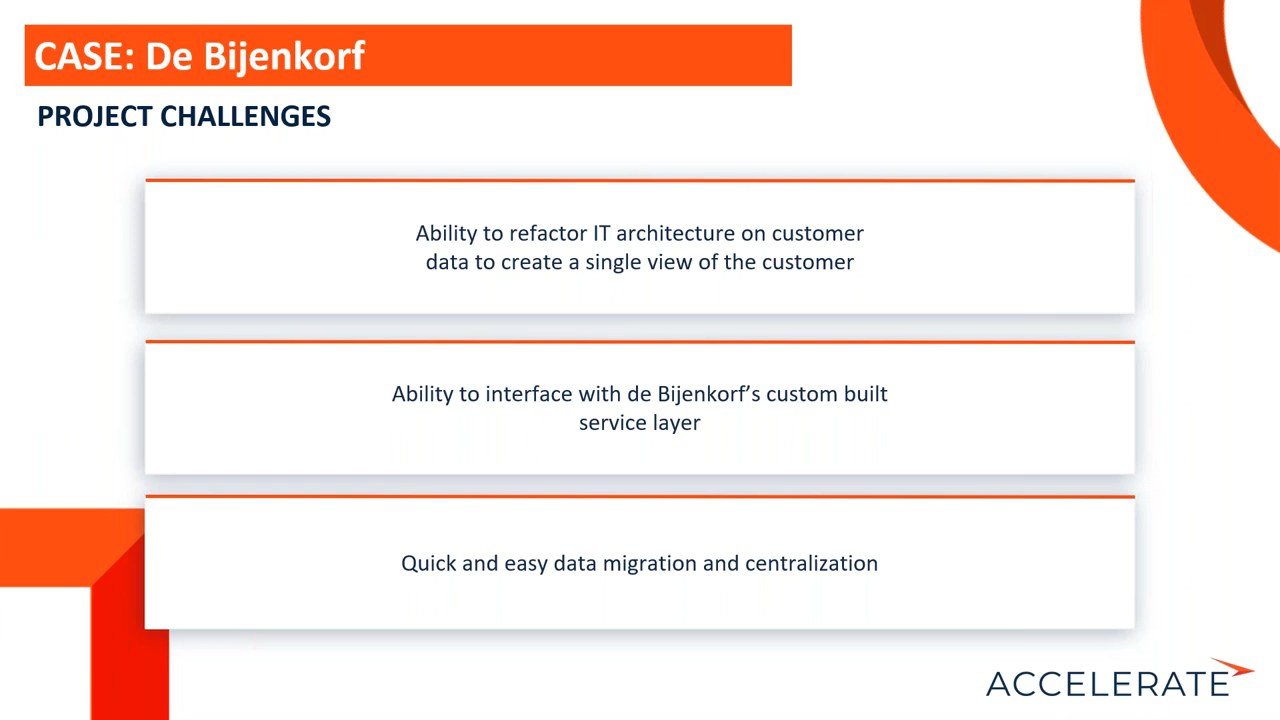 CASE: De Bijenkorf
PROJECT CHALLENGES
Ability to refactor IT architecture on customer
data to create a single view of the customer
Ability to interface with de Bijenkorf’s custom built
service layer
Quick and easy data migration and centralization
ACCELERATE